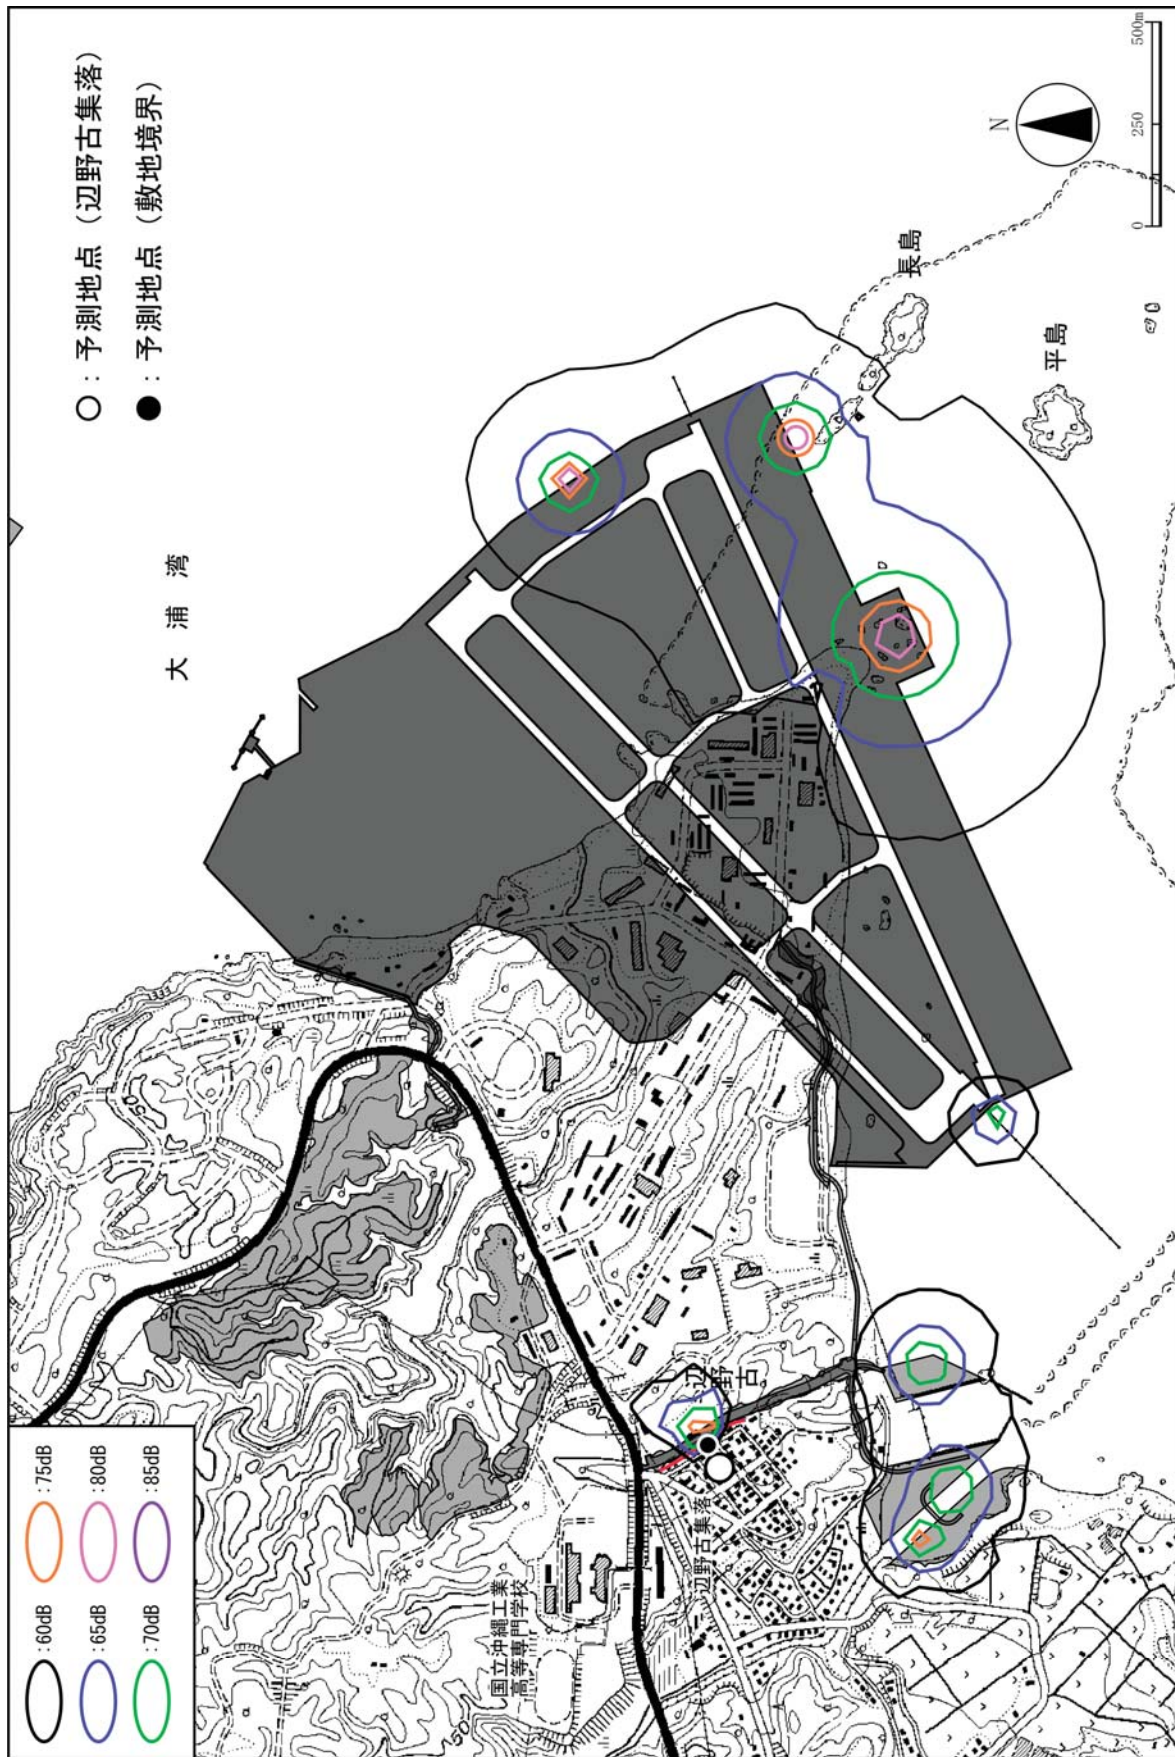 ○：予測地点（辺野古集落）
●：予測地点（敷地境界）
大浦湾
長島
平島
N
0 250 500m
辺野古
辺野古集落
国立沖縄工業
高等専門学校
50
50
:60dB :75dB
:65dB :80dB
:70dB :85dB